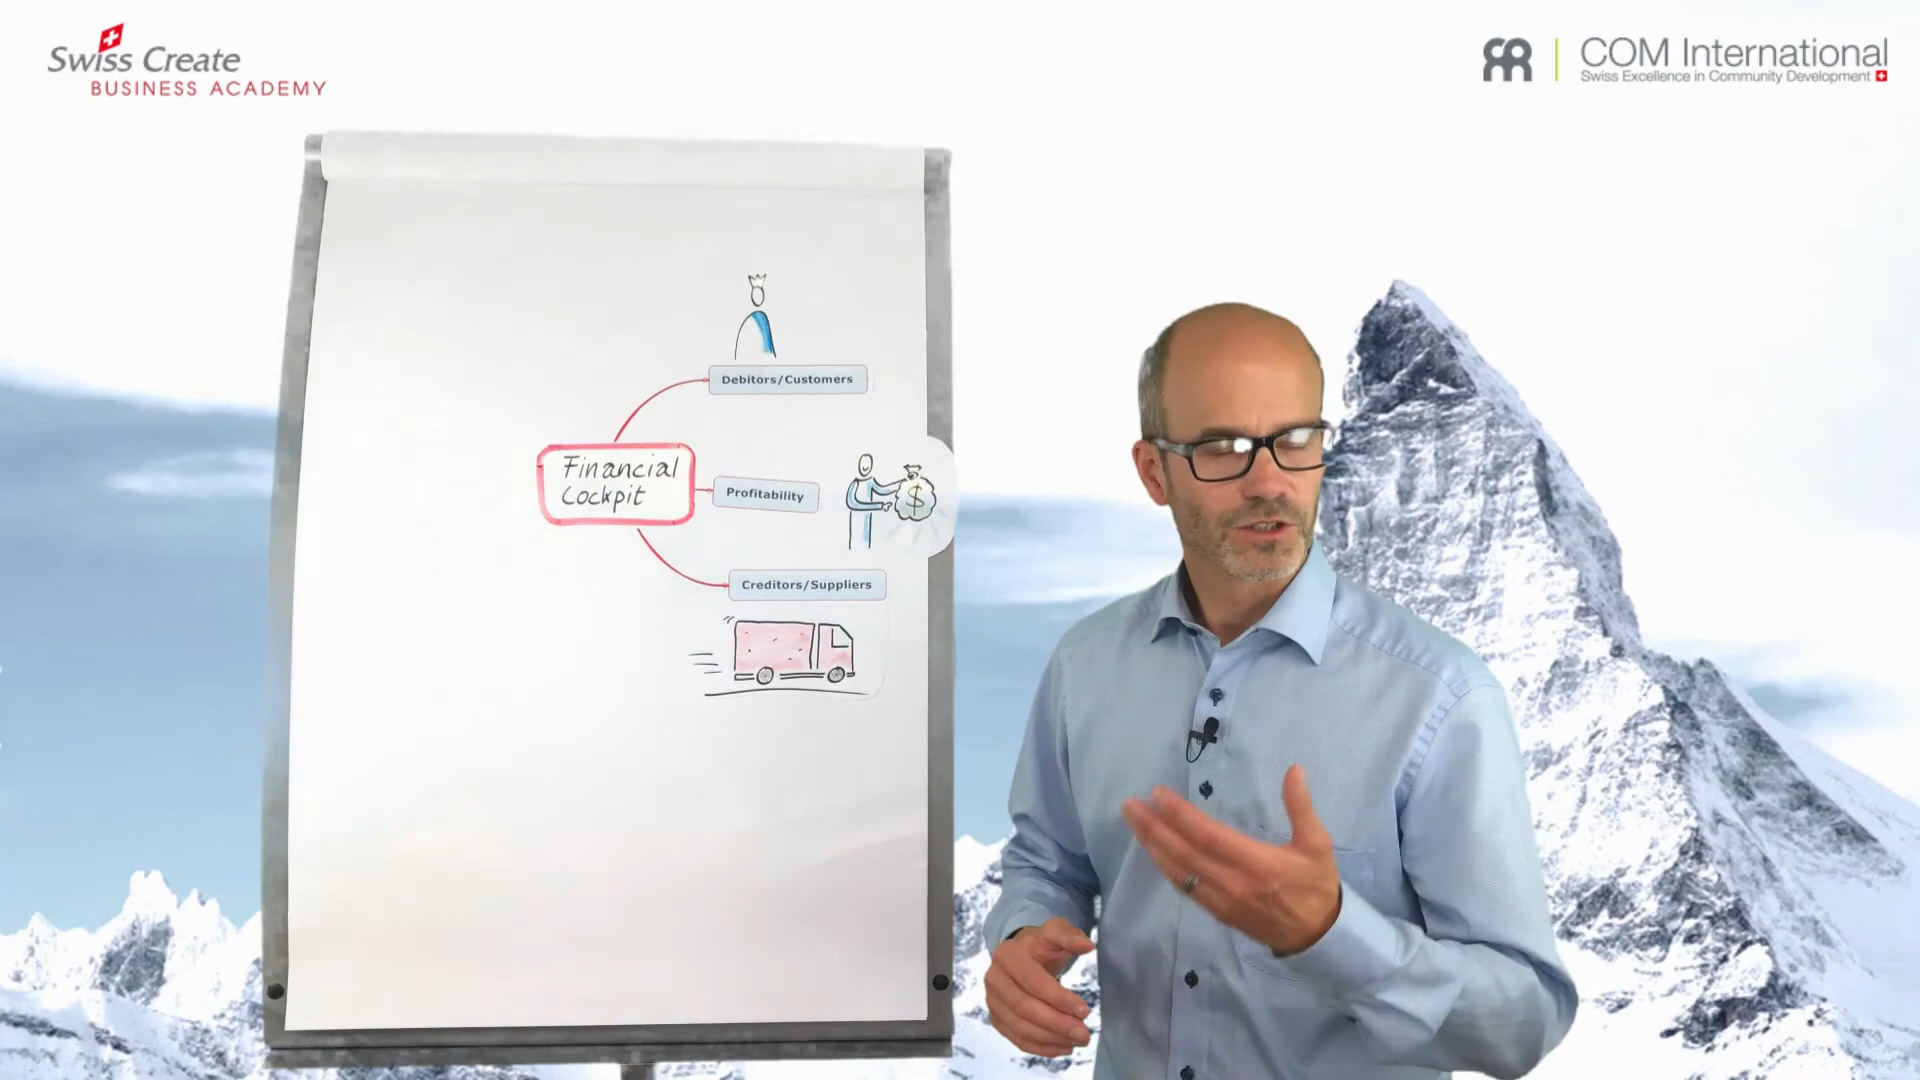 Swiss Create
BUSINESS ACADEMY
COM International
Swiss Excellence in Community Development
Debitors/Customers
Financial
Cockpit
Profitability
$
Creditors/Suppliers